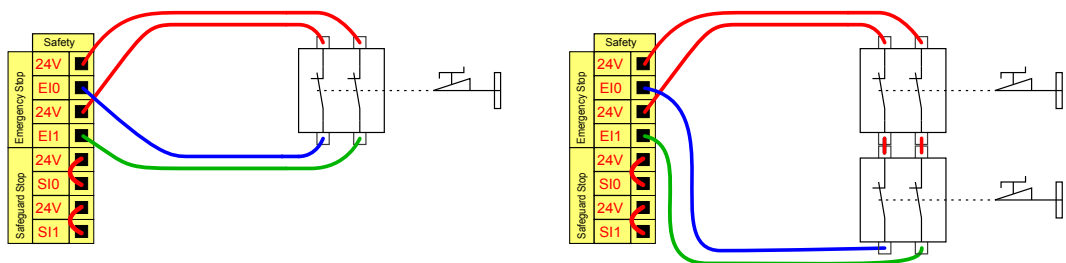 Safety
Emergency Stop
24V
EI0
24V
EI1
Safeguard Stop
24V
SI0
24V
SI1
Safety
Emergency Stop
24V
EI0
24V
EI1
Safeguard Stop
24V
SI0
24V
SI1